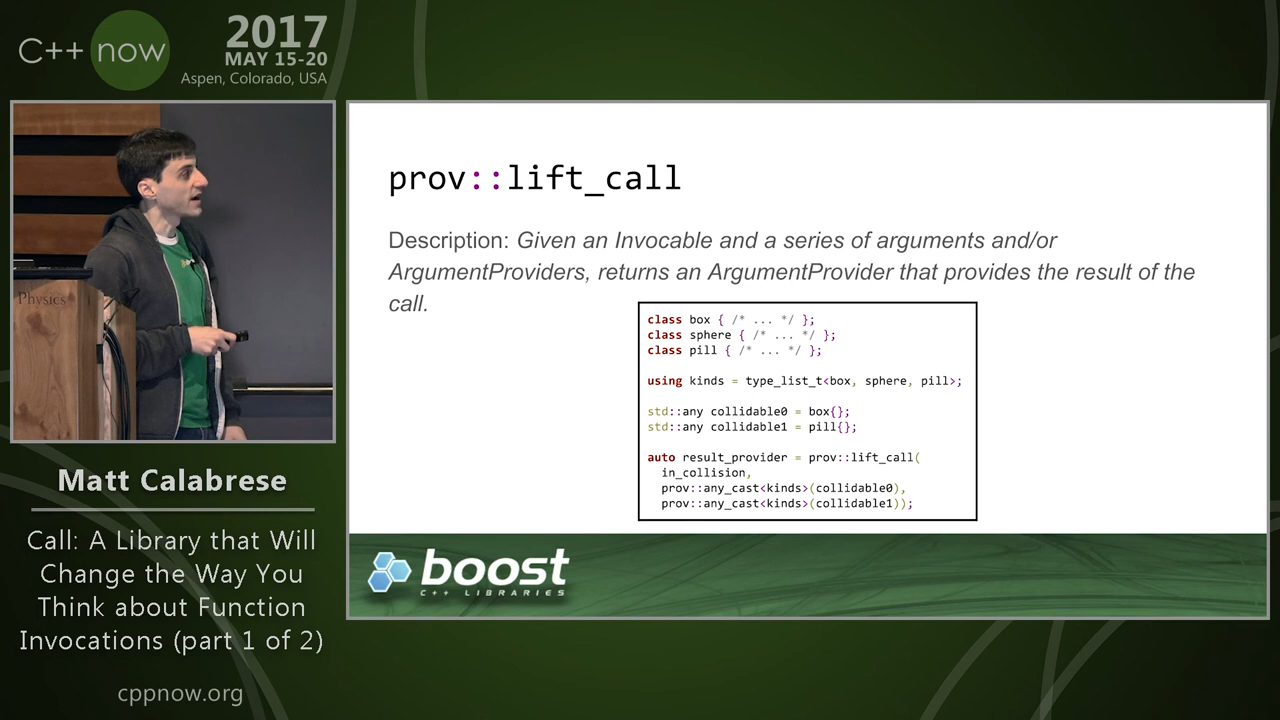 C++ now
2017
MAY 15-20
Aspen, Colorado, USA
Physics
Matt Calabrese
Call: A Library that Will
Change the Way You
Think about Function
Invocations (part 1 of 2)
cppnow.org
prov::lift_call
Description: Given an Invocable and a series of arguments and/or
ArgumentProviders, returns an ArgumentProvider that provides the result of the
call.
class box { /* ... */ };
class sphere { /* ... */ };
class pill { /* ... */ };
using kinds = type_list_t<box, sphere, pill>;
std::any collidable0 = box{};
std::any collidable1 = pill{};
auto result_provider = prov::lift_call(
in_collision,
prov::any_cast<kinds>(collidable0),
prov::any_cast<kinds>(collidable1));
boost
C++ LIBRARIES